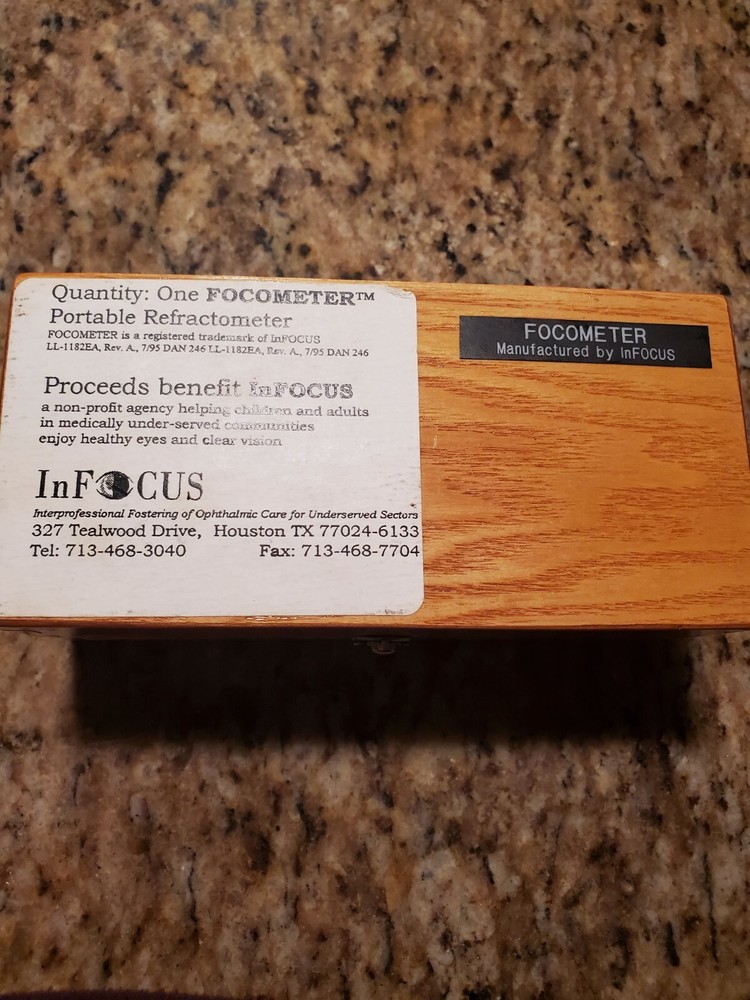 Quantity: One FOCOMETER™
Portable Refractometer
FOCOMETER is a registered trademark of InFOCUS
LL-1182EA, Rev. A., 7/95 DAN 246 LL-1182EA, Rev. A., 7/95 DAN 246
Proceeds benefit InFOCUS
a non-profit agency helping children and adults
in medically under-served communities
enjoy healthy eyes and clear vision
InFOCUS
Interprofessional Fostering of Ophthalmic Care for Underserved Sectors
327 Tealwood Drive, Houston TX 77024-6133
Tel: 713-468-3040 Fax: 713-468-7704
FOCOMETER
Manufactured by InFOCUS